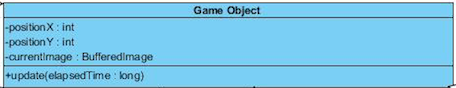 Game Object
-positionX : int
-positionY : int
-currentImage : BufferedImage
+update(elapsedTime : long)